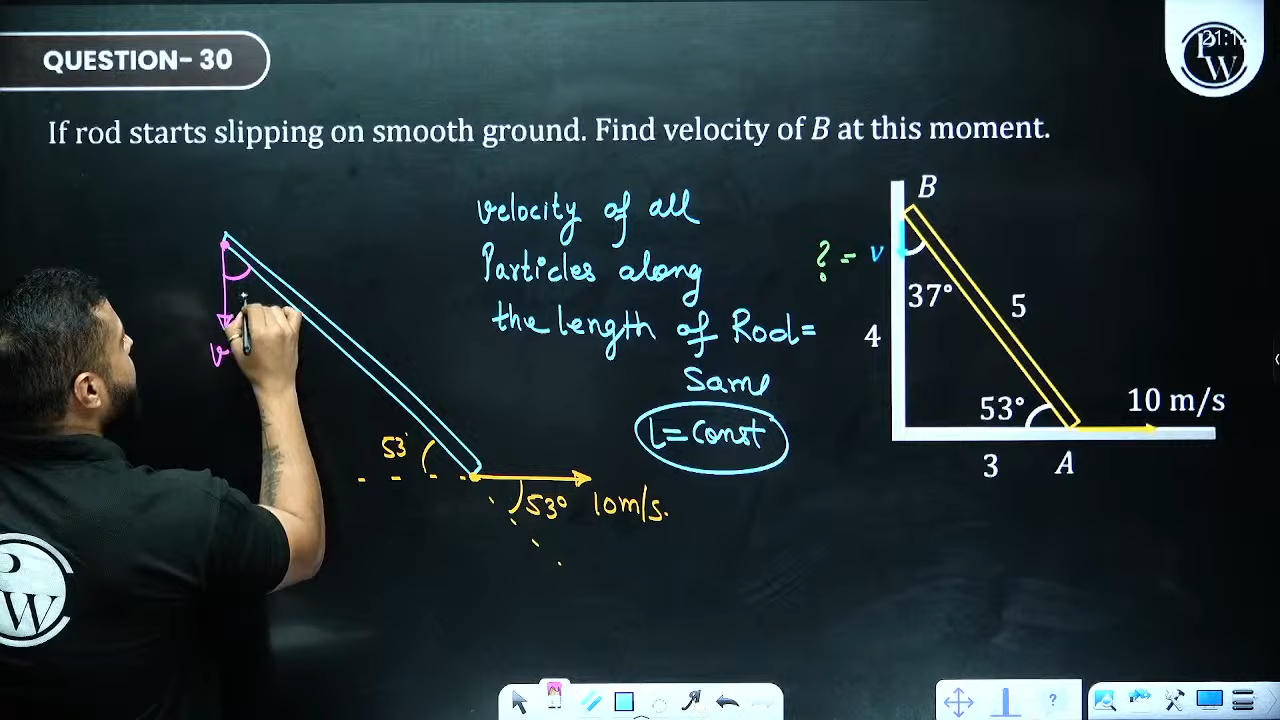 QUESTION- 30
If rod starts slipping on smooth ground. Find velocity of B at this moment.
velocity of all
Particles along
the length of Rod=
Same
L=Const
v
53°
53° 10m/s.
B
? = v
37°
5
4
53°
10 m/s
3
A
PW
W
?